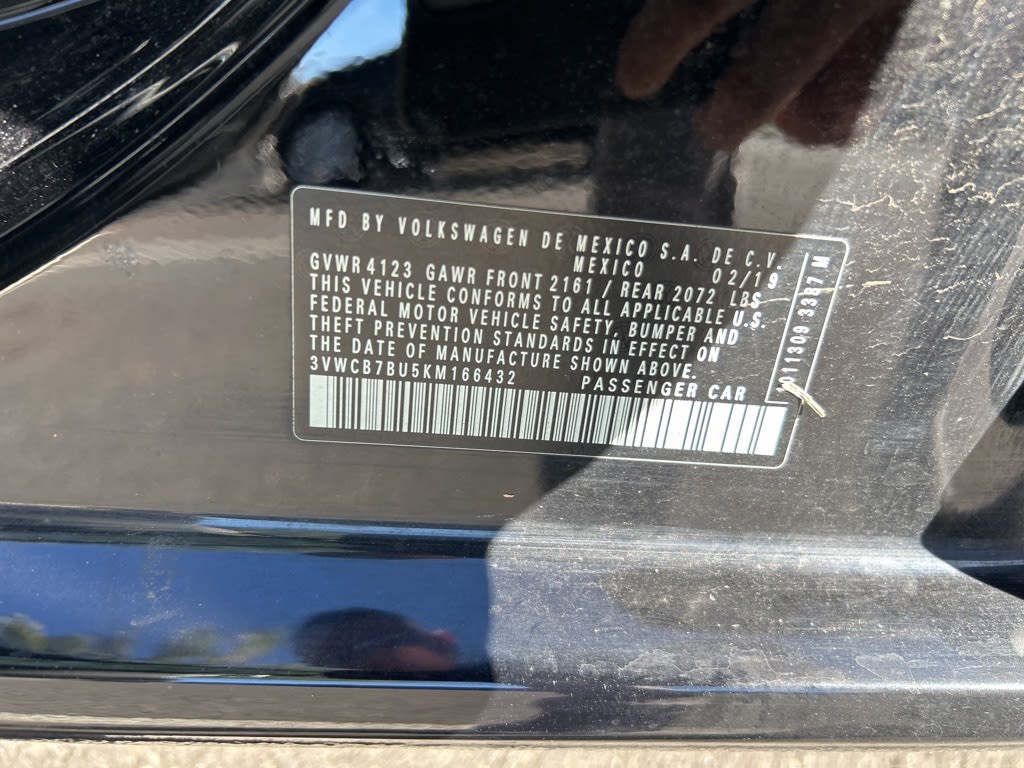 MFD BY VOLKSWAGEN DE MEXICO S.A. DE C.V.
MEXICO 02/19
GVWR 4123 GAWR FRONT 2161 / REAR 2072 LBS
THIS VEHICLE CONFORMS TO ALL APPLICABLE U.S.
FEDERAL MOTOR VEHICLE SAFETY, BUMPER AND
THEFT PREVENTION STANDARDS IN EFFECT ON
THE DATE OF MANUFACTURE SHOWN ABOVE.
3VWCB7BU5KM166432 PASSENGER CAR
1011309 3387 M